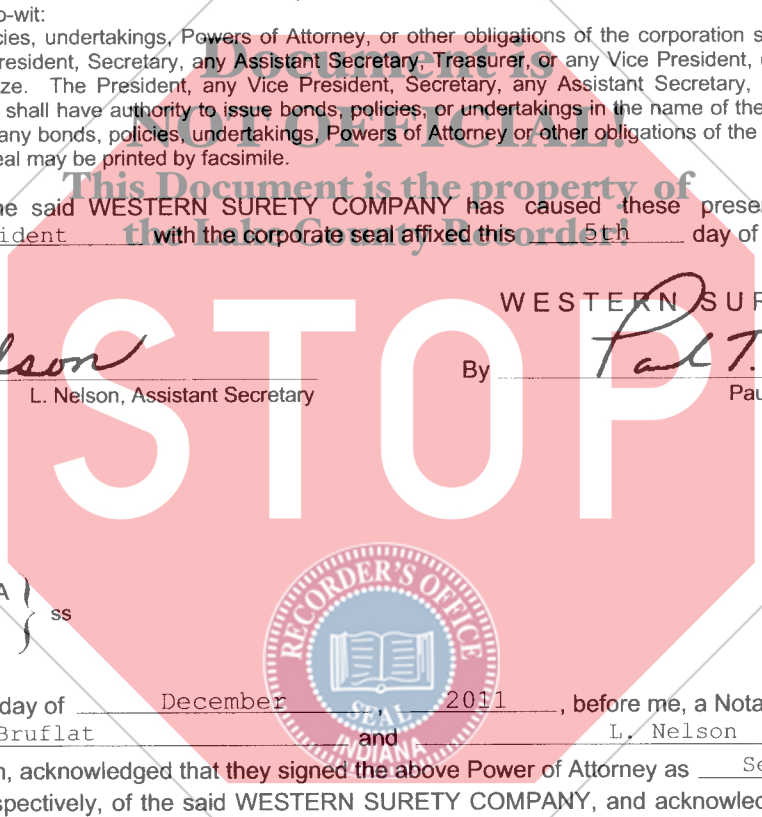 o-wit:
cies, undertakings, Powers of Attorney, or other obligations of the corporation s
resident, Secretary, any Assistant Secretary, Treasurer, or any Vice President,
ze. The President, any Vice President, Secretary, any Assistant Secretary,
shall have authority to issue bonds, policies, or undertakings in the name of the
any bonds, policies, undertakings, Powers of Attorney or other obligations of the
eal may be printed by facsimile.
Document is
NOT OFFICIAL!
This Document is the property of
the Lake County Recorder!
ne said WESTERN SURETY COMPANY has caused these prese
ident with the corporate seal affixed this 5th day of
WESTERN SUR
lson
By Paul T.
L. Nelson, Assistant Secretary
Pau
STOP
A
ss
RECORDER'S OFFICE
SEAL
INDIANA
day of December, 2011, before me, a Nota
Bruflat and L. Nelson
n, acknowledged that they signed the above Power of Attorney as Se
spectively, of the said WESTERN SURETY COMPANY, and acknowled